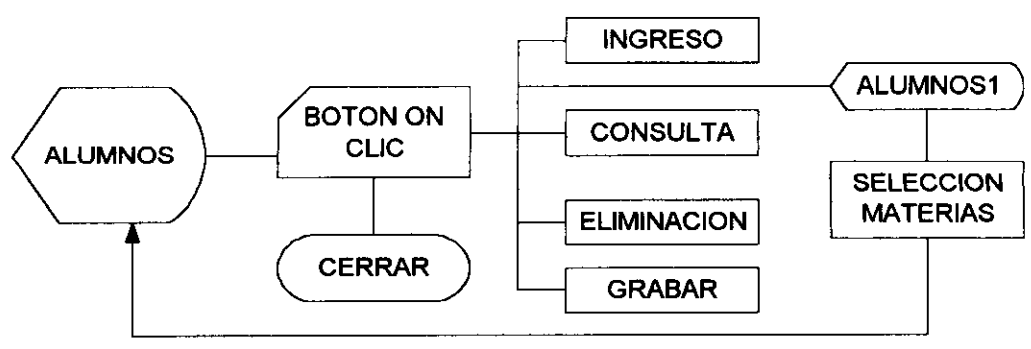 INGRESO
ALUMNOS1
BOTON ON
CLIC
CONSULTA
ALUMNOS
SELECCION
MATERIAS
ELIMINACION
CERRAR
GRABAR